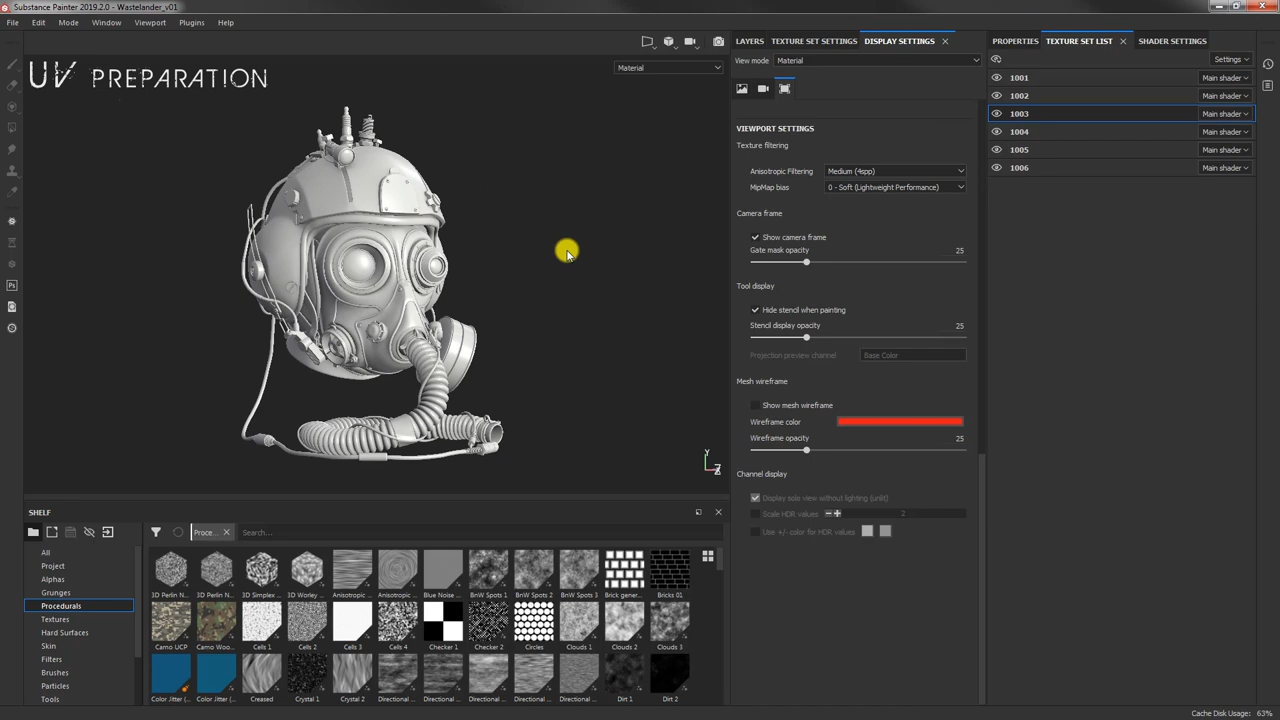 Substance Painter 2019.2.0 - Wastelander_v01
File Edit Mode Window Viewport Plugins Help
UV PREPARATION
Material
LAYERS TEXTURE SET SETTINGS DISPLAY SETTINGS
View mode Material
VIEWPORT SETTINGS
Texture filtering
Anisotropic Filtering Medium (4spp)
MipMap bias 0 - Soft (Lightweight Performance)
Camera frame
Show camera frame
Gate mask opacity 25
Tool display
Hide stencil when painting
Stencil display opacity 25
Projection preview channel Base Color
Mesh wireframe
Show mesh wireframe
Wireframe color
Wireframe opacity 25
Channel display
Display sole view without lighting (unlit)
Scale HDR values 2
Use +/- color for HDR values
PROPERTIES TEXTURE SET LIST SHADER SETTINGS
Settings
1001 Main shader
1002 Main shader
1003 Main shader
1004 Main shader
1005 Main shader
1006 Main shader
Y
Z
Ps
SHELF
Proce... Search...
All
Project
Alphas
Grunges
Procedurals
Textures
Hard Surfaces
Skin
Filters
Brushes
Particles
Tools
3D Perlin N... 3D Perlin N... 3D Simplex ... 3D Worley ... Anisotropic ... Anisotropic ... Blue Noise ... BnW Spots 1 BnW Spots 2 BnW Spots 3 Brick gener... Bricks 01
Camo UCP Camo Woo... Cells 1 Cells 2 Cells 3 Cells 4 Checker 1 Checker 2 Circles Clouds 1 Clouds 2 Clouds 3
Color Jitter (... Color Jitter (... Creased Crystal 1 Crystal 2 Directional ... Directional ... Directional ... Directional ... Directional ... Dirt 1 Dirt 2
Cache Disk Usage: 63%